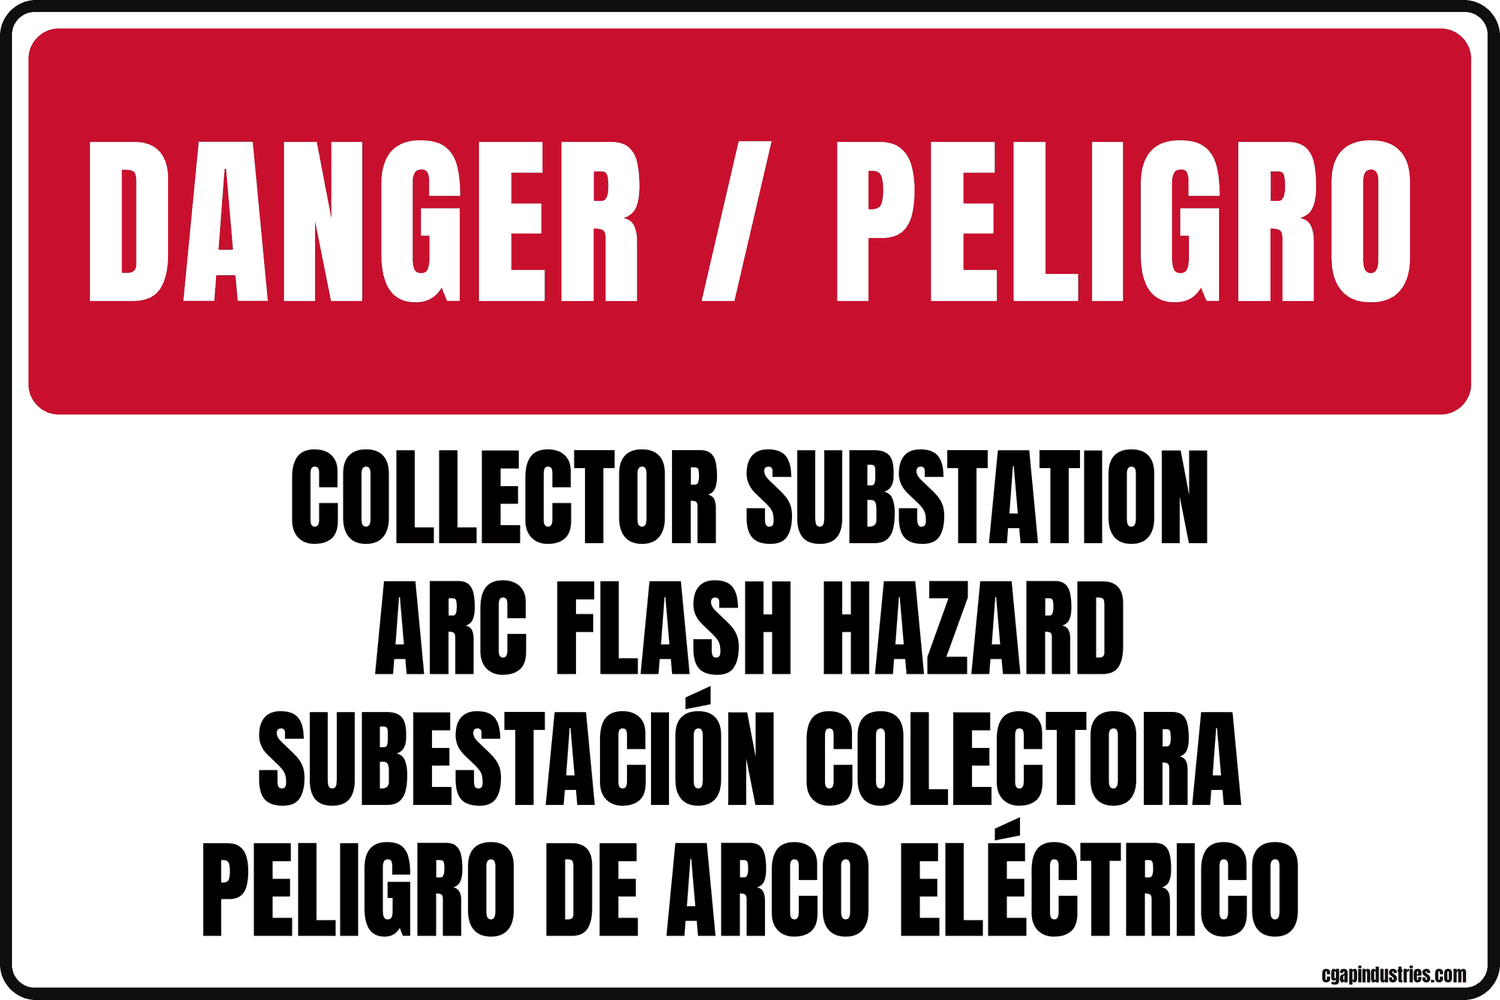 DANGER / PELIGRO
COLLECTOR SUBSTATION
ARC FLASH HAZARD
SUBESTACIÓN COLECTORA
PELIGRO DE ARCO ELÉCTRICO
cgapindustries.com